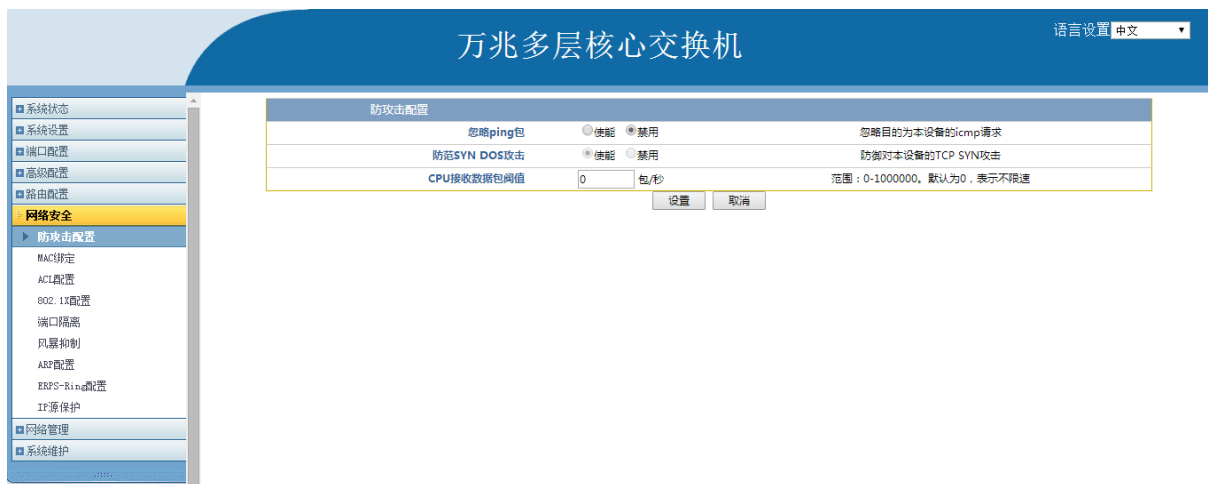 万兆多层核心交换机
语言设置 中文
系统状态
系统设置
端口配置
高级配置
路由配置
网络安全
防攻击配置
MAC绑定
ACL配置
802.1X配置
端口隔离
风暴抑制
ARP配置
ERPS-Ring配置
IP源保护
网络管理
系统维护
防攻击配置
忽略ping包 使能 禁用 忽略目的为本设备的icmp请求
防范SYN DOS攻击 使能 禁用 防御对本设备的TCP SYN攻击
CPU接收数据包阀值 0 包/秒 范围：0-1000000。默认为0，表示不限速
设置 取消